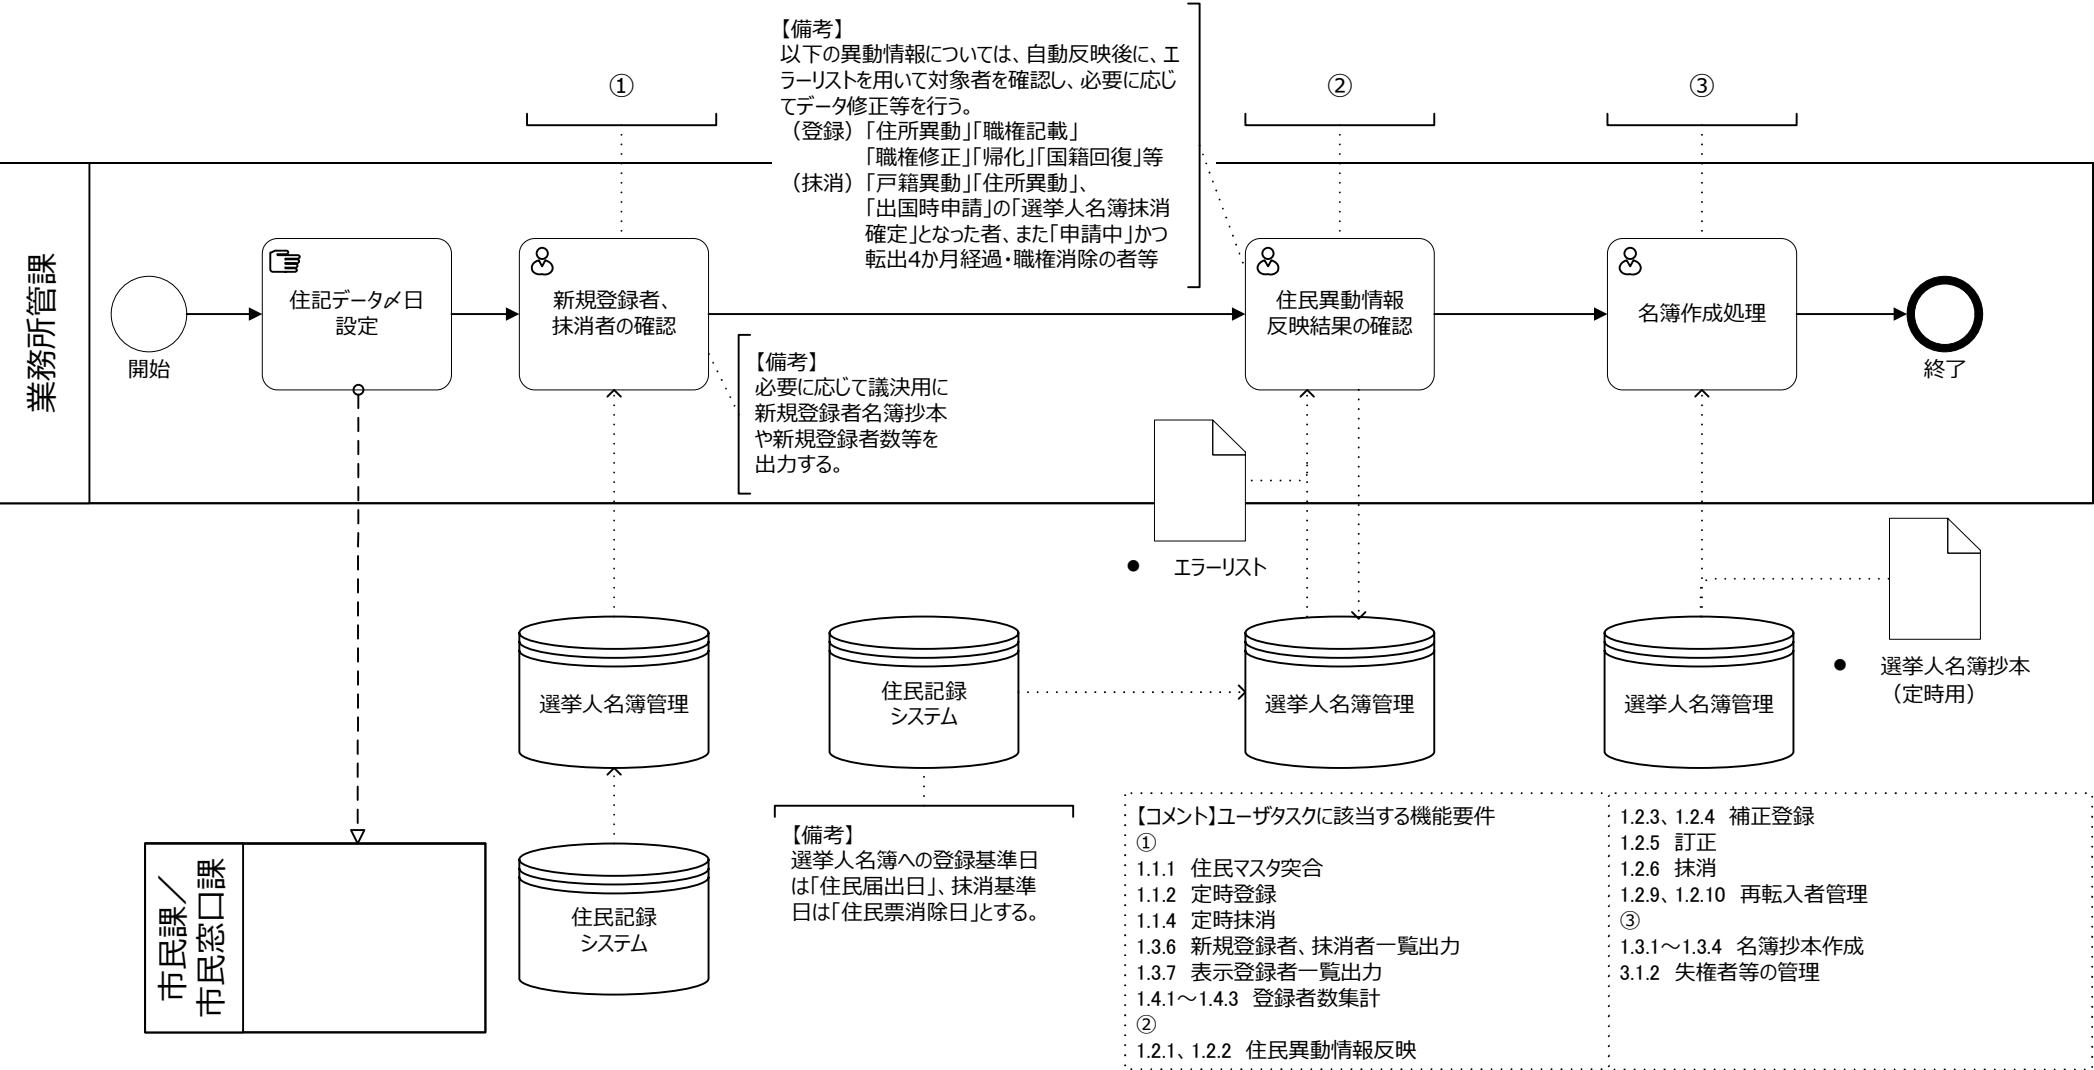 【備考】
以下の異動情報については、自動反映後に、エ
ラーリストを用いて対象者を確認し、必要に応じ
てデータ修正等を行う。
（登録）「住所異動」「職権記載」
「職権修正」「帰化」「国籍回復」等
（抹消）「戸籍異動」「住所異動」、
「出国時申請」の「選挙人名簿抹消
確定」となった者、また「申請中」かつ
転出4か月経過・職権消除の者等
①
②
③
業務所管課
開始
住記データ〆日
設定
新規登録者、
抹消者の確認
住民異動情報
反映結果の確認
名簿作成処理
終了
【備考】
必要に応じて議決用に
新規登録者名簿抄本
や新規登録者数等を
出力する。
● エラーリスト
選挙人名簿管理
住民記録
システム
選挙人名簿管理
選挙人名簿管理
● 選挙人名簿抄本
（定時用）
市民課／
市民窓口課
住民記録
システム
【備考】
選挙人名簿への登録基準日
は「住民届出日」、抹消基準
日は「住民票消除日」とする。
【コメント】ユーザタスクに該当する機能要件
①
1.1.1 住民マスタ突合
1.1.2 定時登録
1.1.4 定時抹消
1.3.6 新規登録者、抹消者一覧出力
1.3.7 表示登録者一覧出力
1.4.1～1.4.3 登録者数集計
②
1.2.1、1.2.2 住民異動情報反映
1.2.3、1.2.4 補正登録
1.2.5 訂正
1.2.6 抹消
1.2.9、1.2.10 再転入者管理
③
1.3.1～1.3.4 名簿抄本作成
3.1.2 失権者等の管理